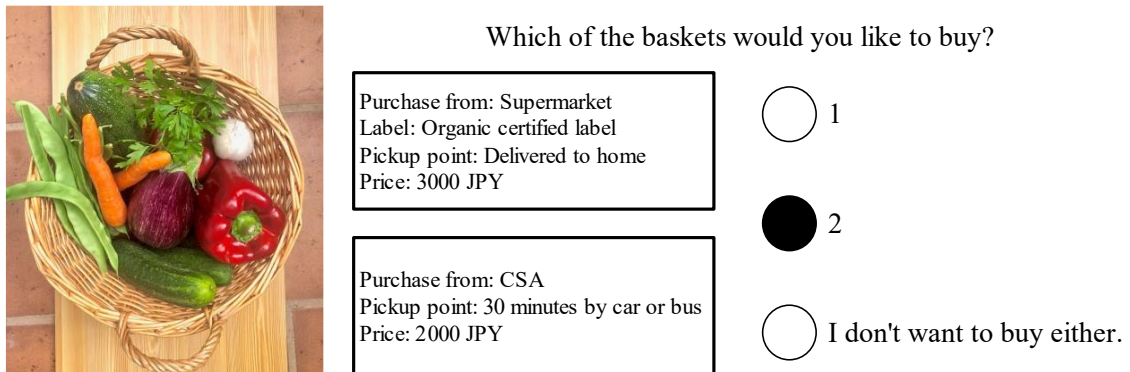 Which of the baskets would you like to buy?
Purchase from: Supermarket
Label: Organic certified label
Pickup point: Delivered to home
Price: 3000 JPY
Purchase from: CSA
Pickup point: 30 minutes by car or bus
Price: 2000 JPY
1
2
I don't want to buy either.